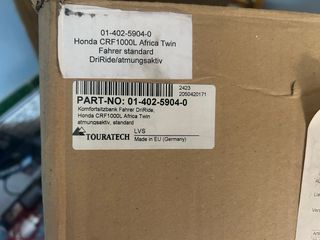 01-402-5904-0
Honda CRF1000L Africa Twin
Fahrer standard
DriRide/atmungsaktiv
2423
2050420171
PART-NO: 01-402-5904-0
Komfortsitzbank Fahrer DriRide,
Honda CRF1000L Africa Twin
atmungsaktiv, standard
TOURATECH
LVS
Made in EU (Germany)